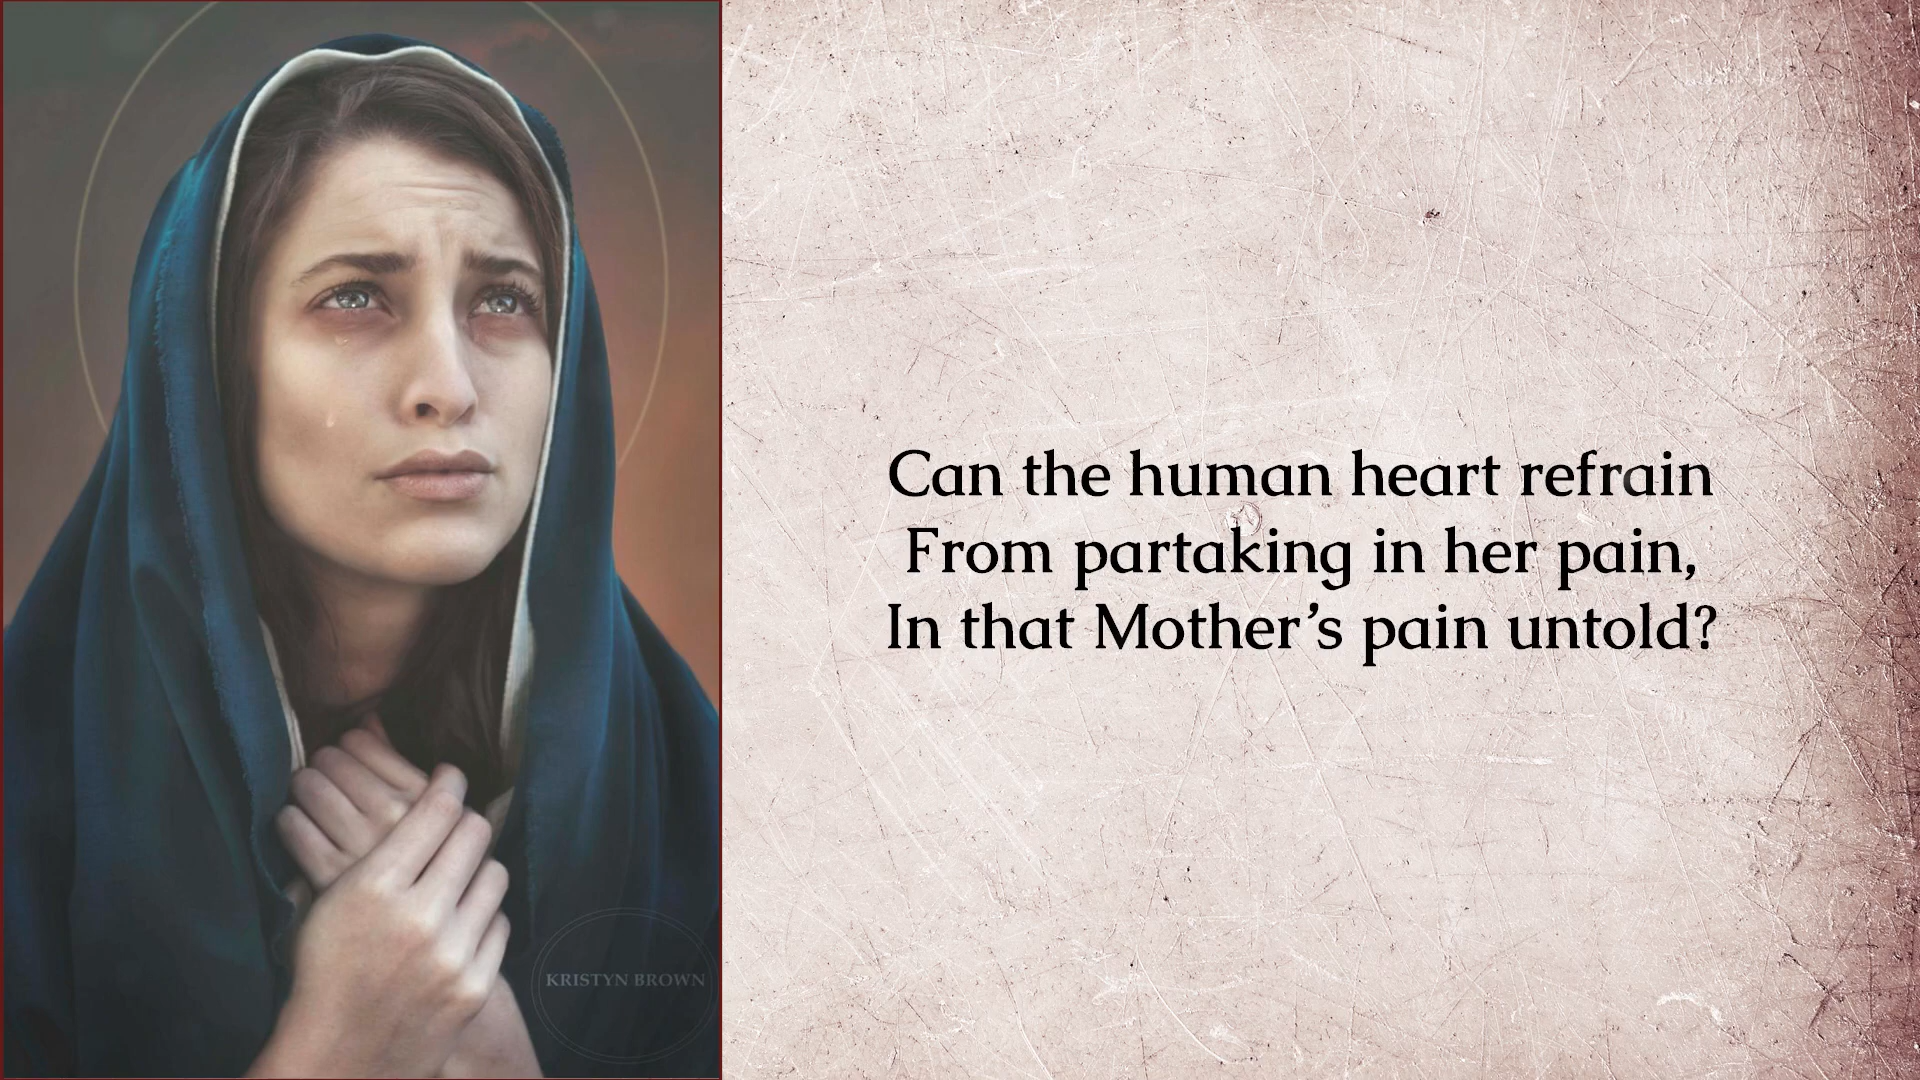 Can the human heart refrain
From partaking in her pain,
In that Mother’s pain untold?
KRISTYN BROWN